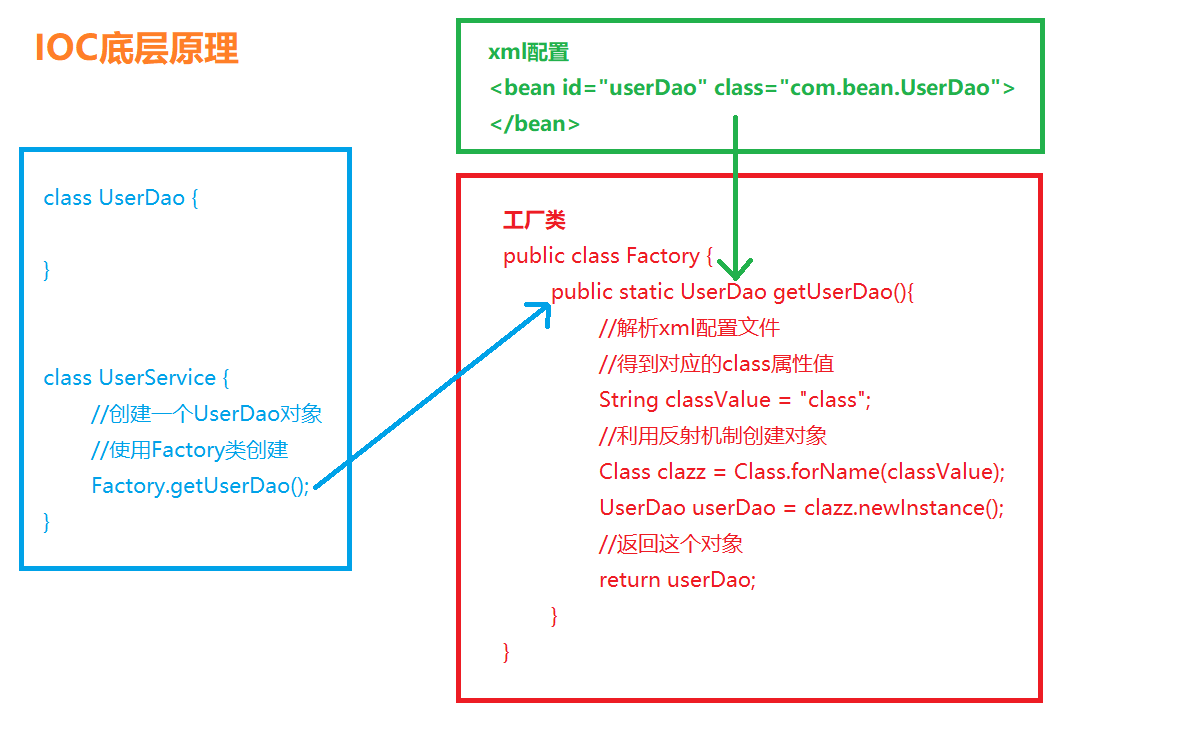 IOC底层原理
xml配置
<bean id="userDao" class="com.bean.UserDao">
</bean>
class UserDao {
}
class UserService {
//创建一个UserDao对象
//使用Factory类创建
Factory.getUserDao();
}
工厂类
public class Factory {
public static UserDao getUserDao(){
//解析xml配置文件
//得到对应的class属性值
String classValue = "class";
//利用反射机制创建对象
Class clazz = Class.forName(classValue);
UserDao userDao = clazz.newInstance();
//返回这个对象
return userDao;
}
}